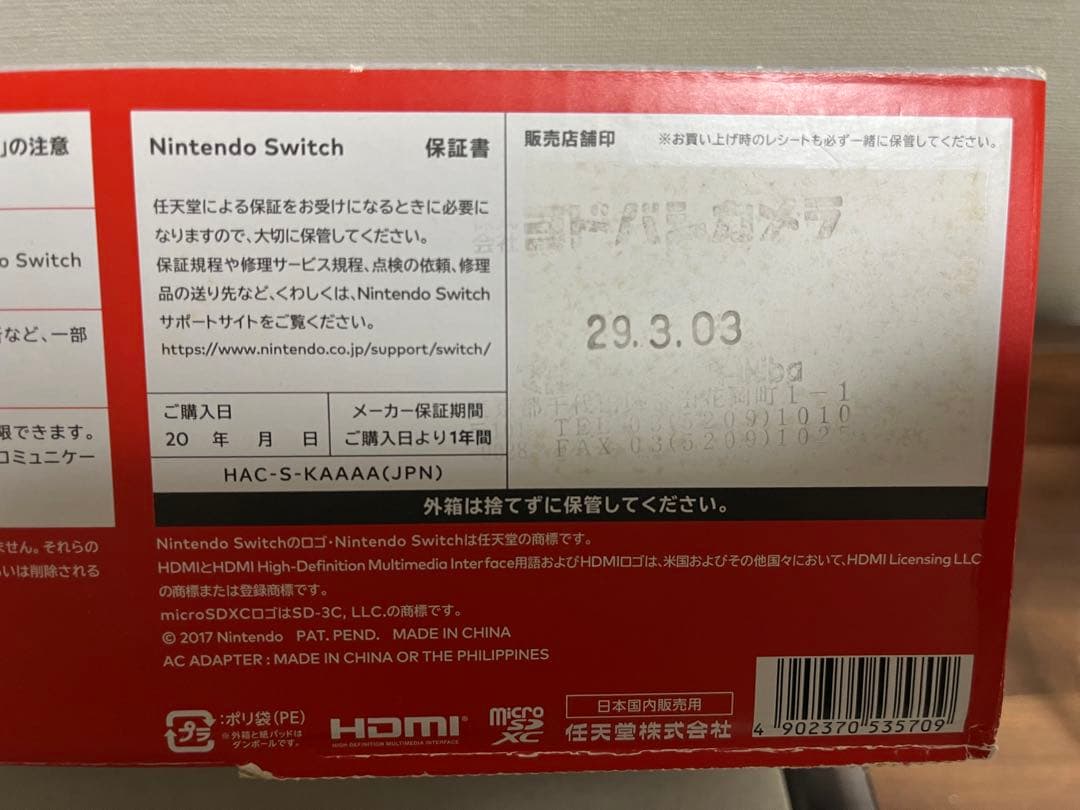 」の注意
o Switch
など、一部
限できます。
コミュニケー
ません。それらの
いは削除される
Nintendo Switch 保証書
任天堂による保証をお受けになるときに必要に
なりますので、大切に保管してください。
保証規程や修理サービス規程、点検の依頼、修理
品の送り先など、くわしくは、Nintendo Switch
サポートサイトをご覧ください。
https://www.nintendo.co.jp/support/switch/
ご購入日
20 年 月 日
メーカー保証期間
ご購入日より1年間
HAC-S-KAAAA(JPN)
販売店舗印 ※お買い上げ時のレシートも必ず一緒に保管してください。
会社 ヨドバシカメラ
29.3.03
kiba
花岡町1-1
TEL 03(5209)1010
FAX 03(5209)102
外箱は捨てずに保管してください。
Nintendo Switchのロゴ・Nintendo Switchは任天堂の商標です。
HDMIとHDMI High-Definition Multimedia Interface用語およびHDMIロゴは、米国およびその他国々において、HDMI Licensing LLC
の商標または登録商標です。
microSDXCロゴはSD-3C, LLC.の商標です。
© 2017 Nintendo PAT. PEND. MADE IN CHINA
AC ADAPTER : MADE IN CHINA OR THE PHILIPPINES
プラ
:ポリ袋(PE)
※外箱と紙パッドは
ダンボールです。
HDMI®
HIGH DEFINITION MULTIMEDIA INTERFACE
micro
SD
XC
日本国内販売用
任天堂株式会社
4 902370 535709